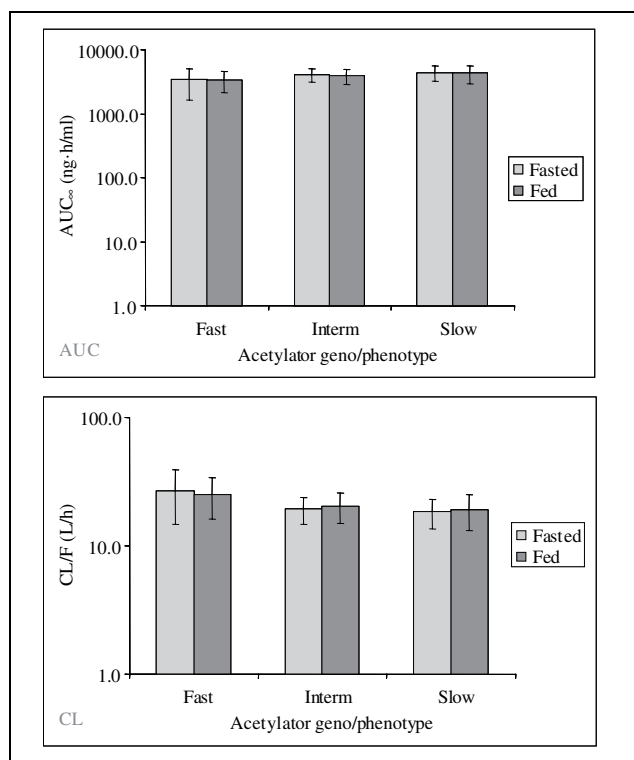 10000.0
1000.0
100.0
10.0
1.0
AUC∞ (ng·h/ml)
Fasted
Fed
Fast Interm Slow
AUC
Acetylator geno/phenotype
100.0
10.0
1.0
CL/F (L/h)
Fasted
Fed
Fast Interm Slow
CL
Acetylator geno/phenotype